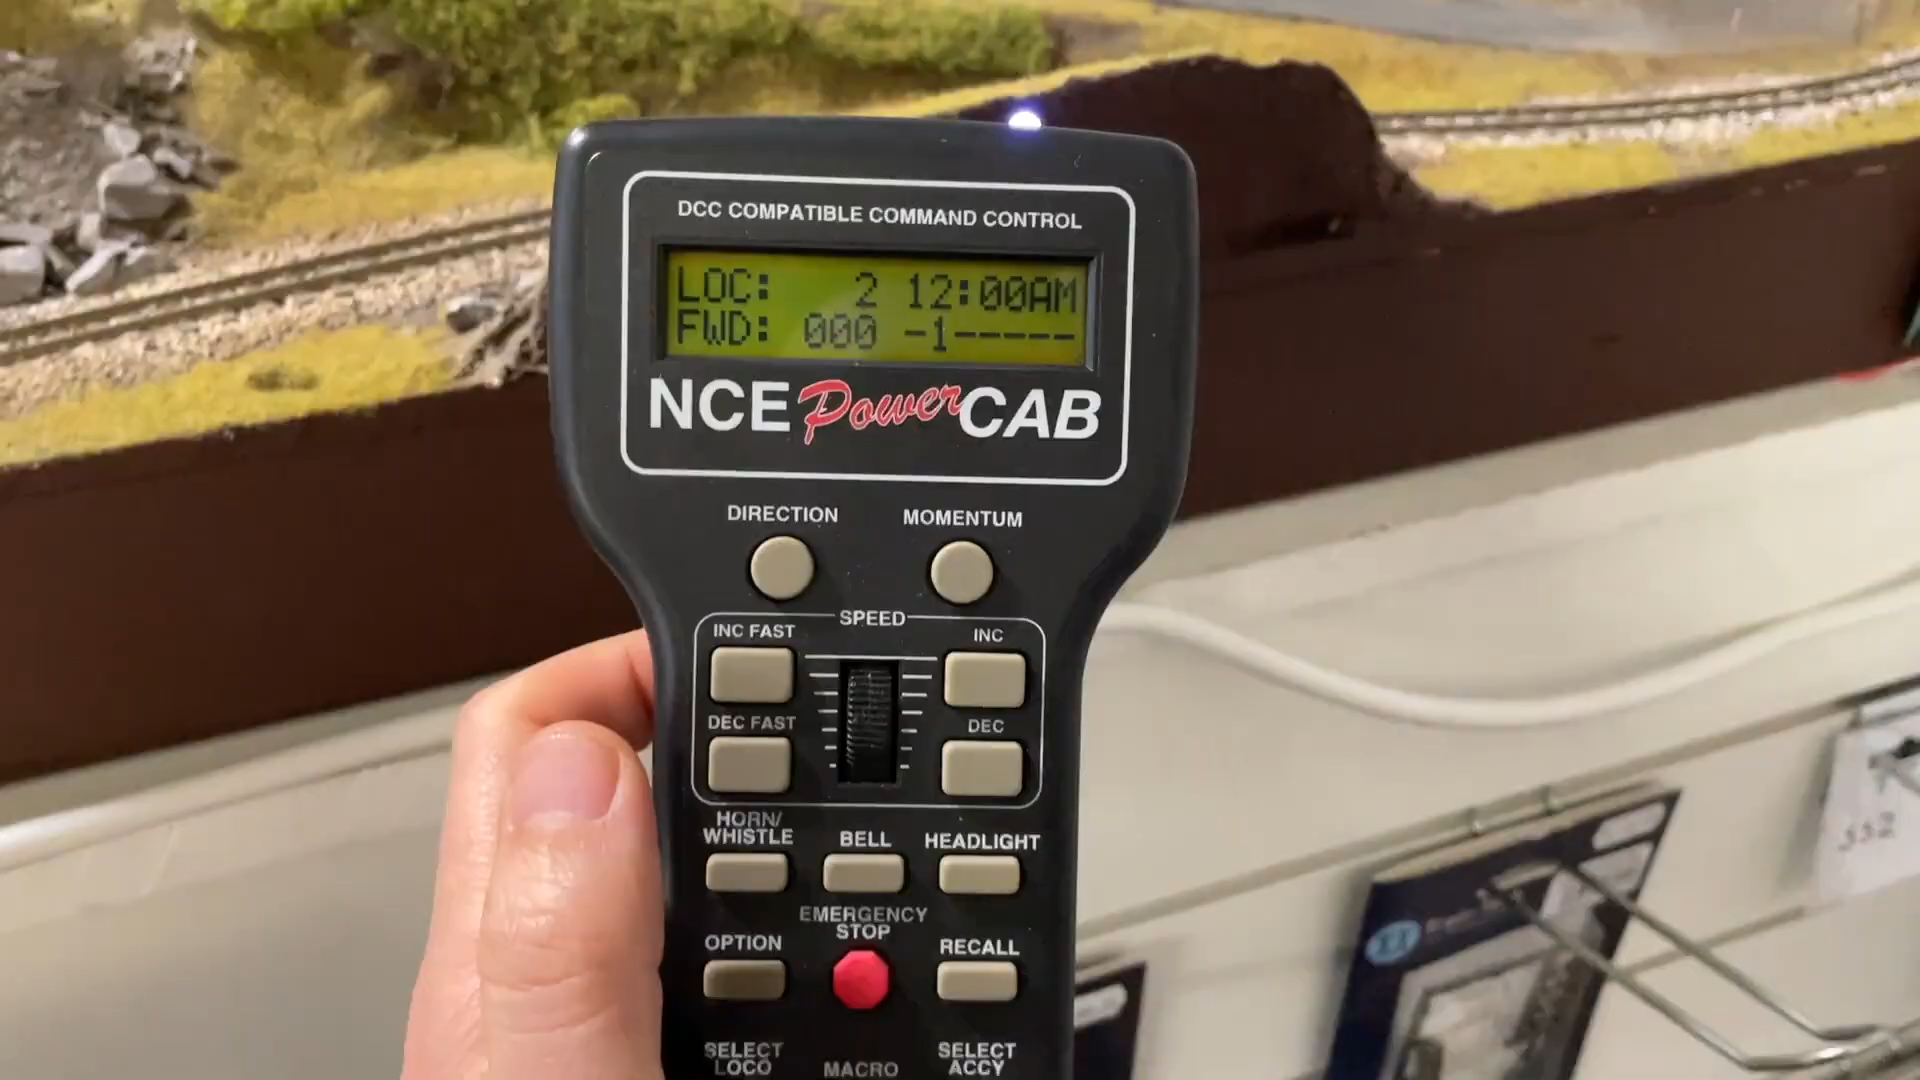 DCC COMPATIBLE COMMAND CONTROL
LOC: 2 12:00AM
FWD: 000 -1-----
NCE Power CAB
DIRECTION
MOMENTUM
SPEED
INC FAST
INC
DEC FAST
DEC
HORN/
WHISTLE
BELL
HEADLIGHT
EMERGENCY
STOP
OPTION
RECALL
SELECT
LOCO
MACRO
SELECT
ACCY
332